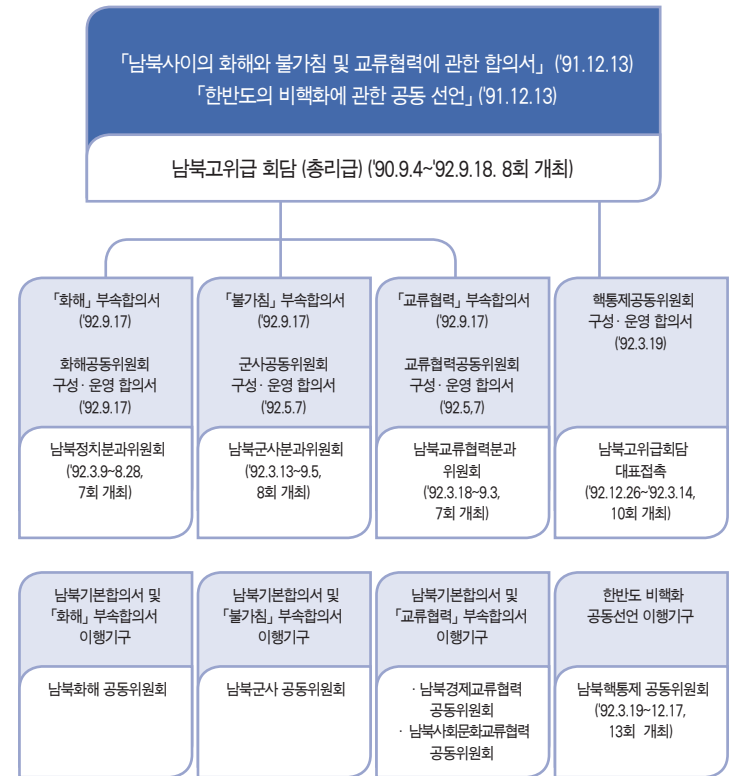 「남북사이의 화해와 불가침 및 교류협력에 관한 합의서」 ('91.12.13)
「한반도의 비핵화에 관한 공동 선언」 ('91.12.13)
남북고위급 회담 (총리급) ('90.9.4~'92.9.18. 8회 개최)
「화해」 부속합의서
('92.9.17)
화해공동위원회
구성· 운영 합의서
('92.9.17)
남북정치분과위원회
('92.3.9~8.28,
7회 개최)
「불가침」 부속합의서
('92.9.17)
군사공동위원회
구성· 운영 합의서
('92.5.7)
남북군사분과위원회
('92.3.13~9.5,
8회 개최)
「교류협력」 부속합의서
('92.9.17)
교류협력공동위원회
구성· 운영 합의서
('92.5,7)
남북교류협력분과
위원회
('92.3.18~9.3,
7회 개최)
핵통제공동위원회
구성· 운영 합의서
('92.3.19)
남북고위급회담
대표접촉
('92.12.26~'92.3.14,
10회 개최)
남북기본합의서 및
「화해」 부속합의서
이행기구
남북화해 공동위원회
남북기본합의서 및
「불가침」 부속합의서
이행기구
남북군사 공동위원회
남북기본합의서 및
「교류협력」 부속합의서
이행기구
· 남북경제교류협력
공동위원회
· 남북사회문화교류협력
공동위원회
한반도 비핵화
공동선언 이행기구
남북핵통제 공동위원회
('92.3.19~12.17,
13회 개최)